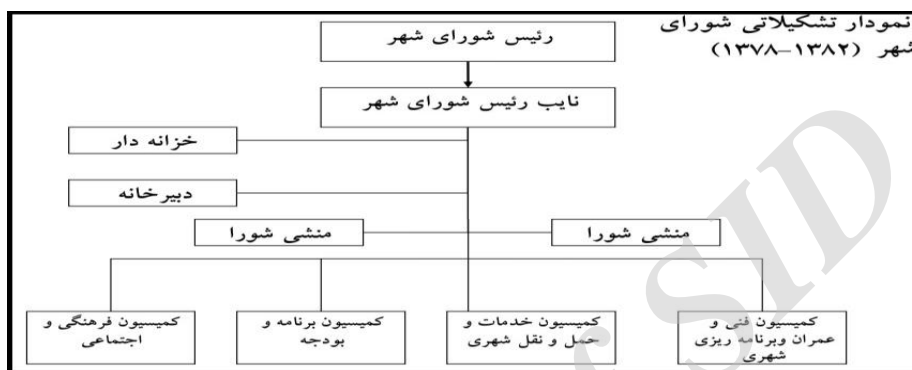 نمودار تشکیلاتی شورای
شهر (۱۳۸۲–۱۳۷۸)
رئیس شورای شهر
نایب رئیس شورای شهر
خزانه دار
دبیرخانه
منشی شورا
منشی شورا
کمیسیون فنی و
عمران وبرنامه ریزی
شهری
کمیسیون خدمات و
حمل و نقل شهری
کمیسیون برنامه و
بودجه
کمیسیون فرهنگی و
اجتماعی
SID